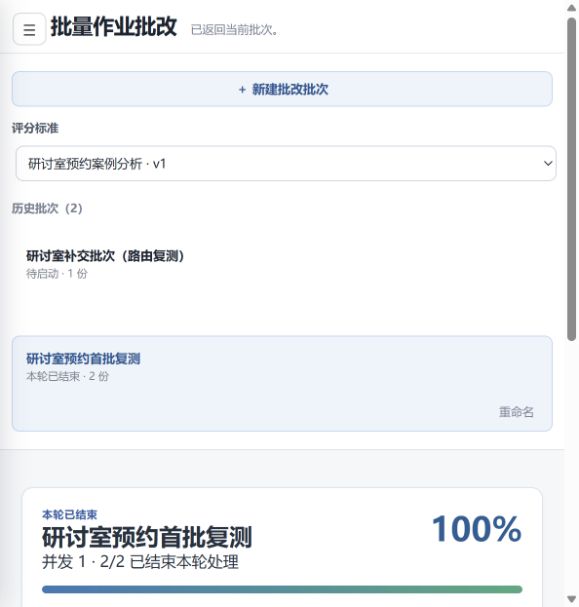 批量作业批改 已返回当前批次。
+ 新建批改批次
评分标准
研讨室预约案例分析 · v1
历史批次（2）
研讨室补交批次（路由复测）
待启动 · 1 份
研讨室预约首批复测
本轮已结束 · 2 份
重命名
本轮已结束
研讨室预约首批复测
100%
并发 1 · 2/2 已结束本轮处理